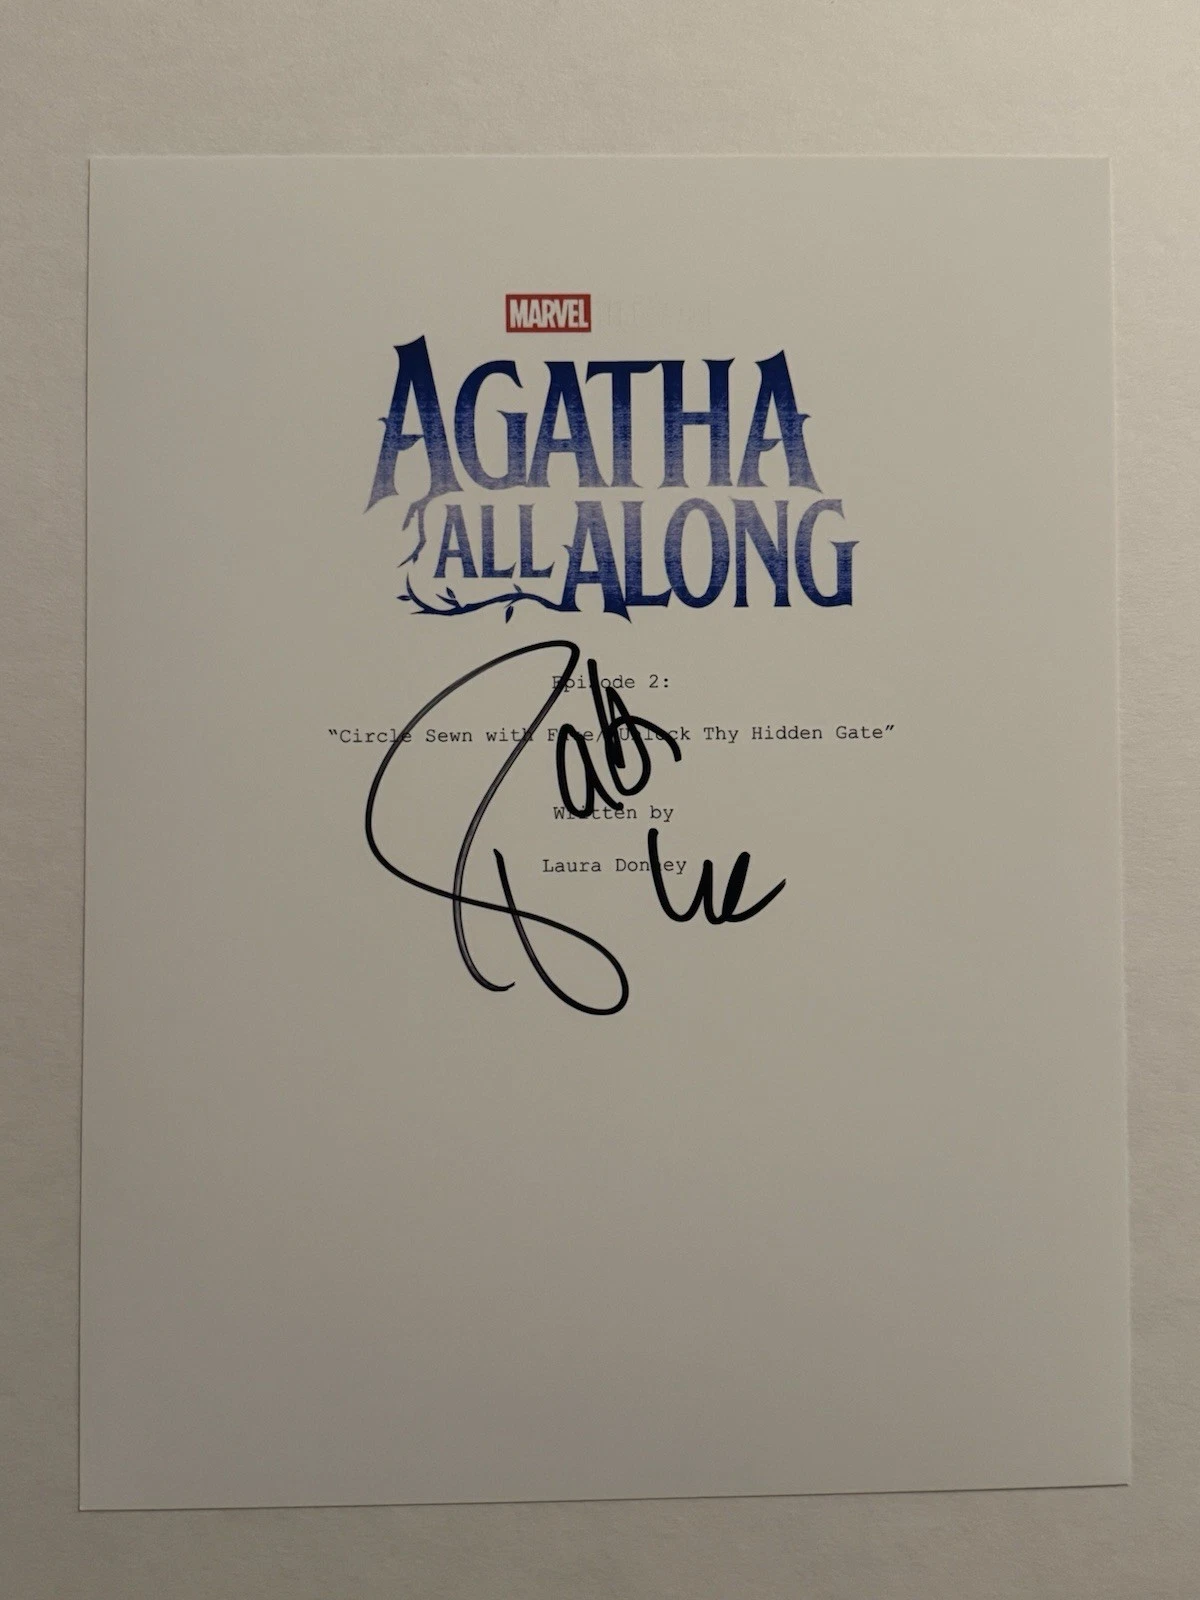 MARVEL
AGATHA
ALL ALONG
Episode 2:
“Circle Sewn with Fate/ Unlock Thy Hidden Gate”
Written by
Laura Donney